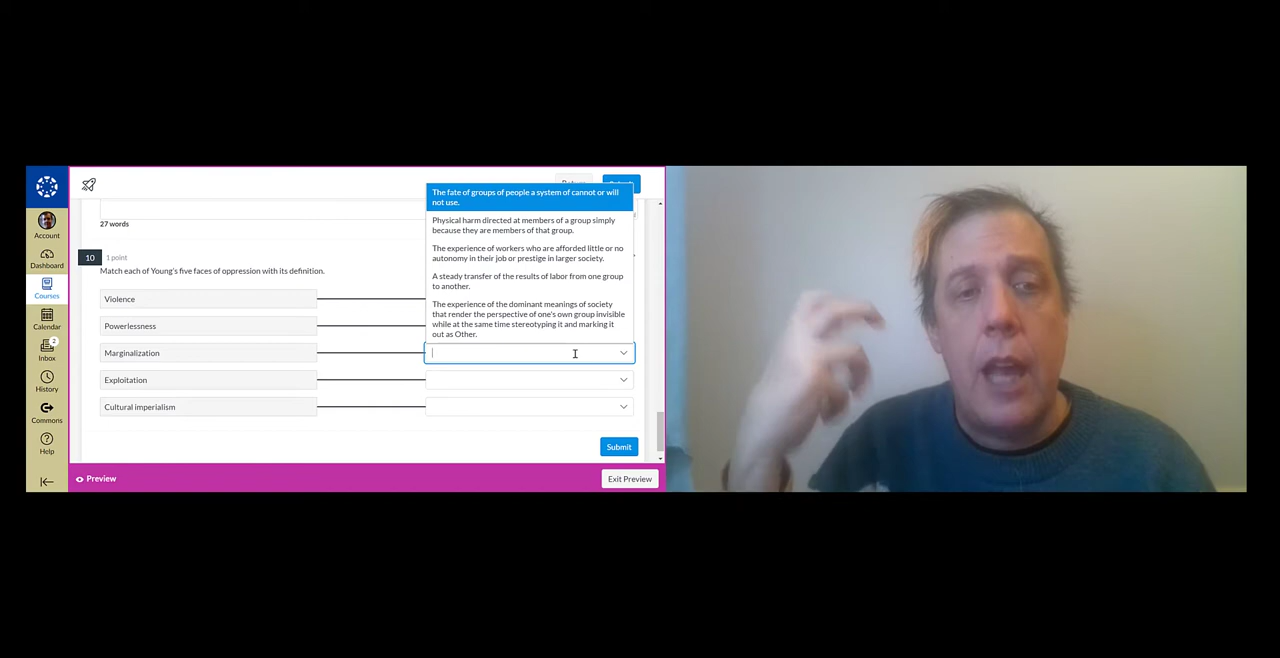 The fate of groups of people a system of cannot or will
not use.
Physical harm directed at members of a group simply
because they are members of that group.
27 words
Account
The experience of workers who are afforded little or no
autonomy in their job or prestige in larger society.
10
1 point
Dashboard
Match each of Young's five faces of oppression with its definition.
A steady transfer of the results of labor from one group
to another.
Courses
Violence
The experience of the dominant meanings of society
that render the perspective of one's own group invisible
while at the same time stereotyping it and marking it
out as Other.
Calendar
Powerlessness
2
Inbox
Marginalization
History
Exploitation
Commons
Cultural imperialism
Help
Submit
Preview
Exit Preview